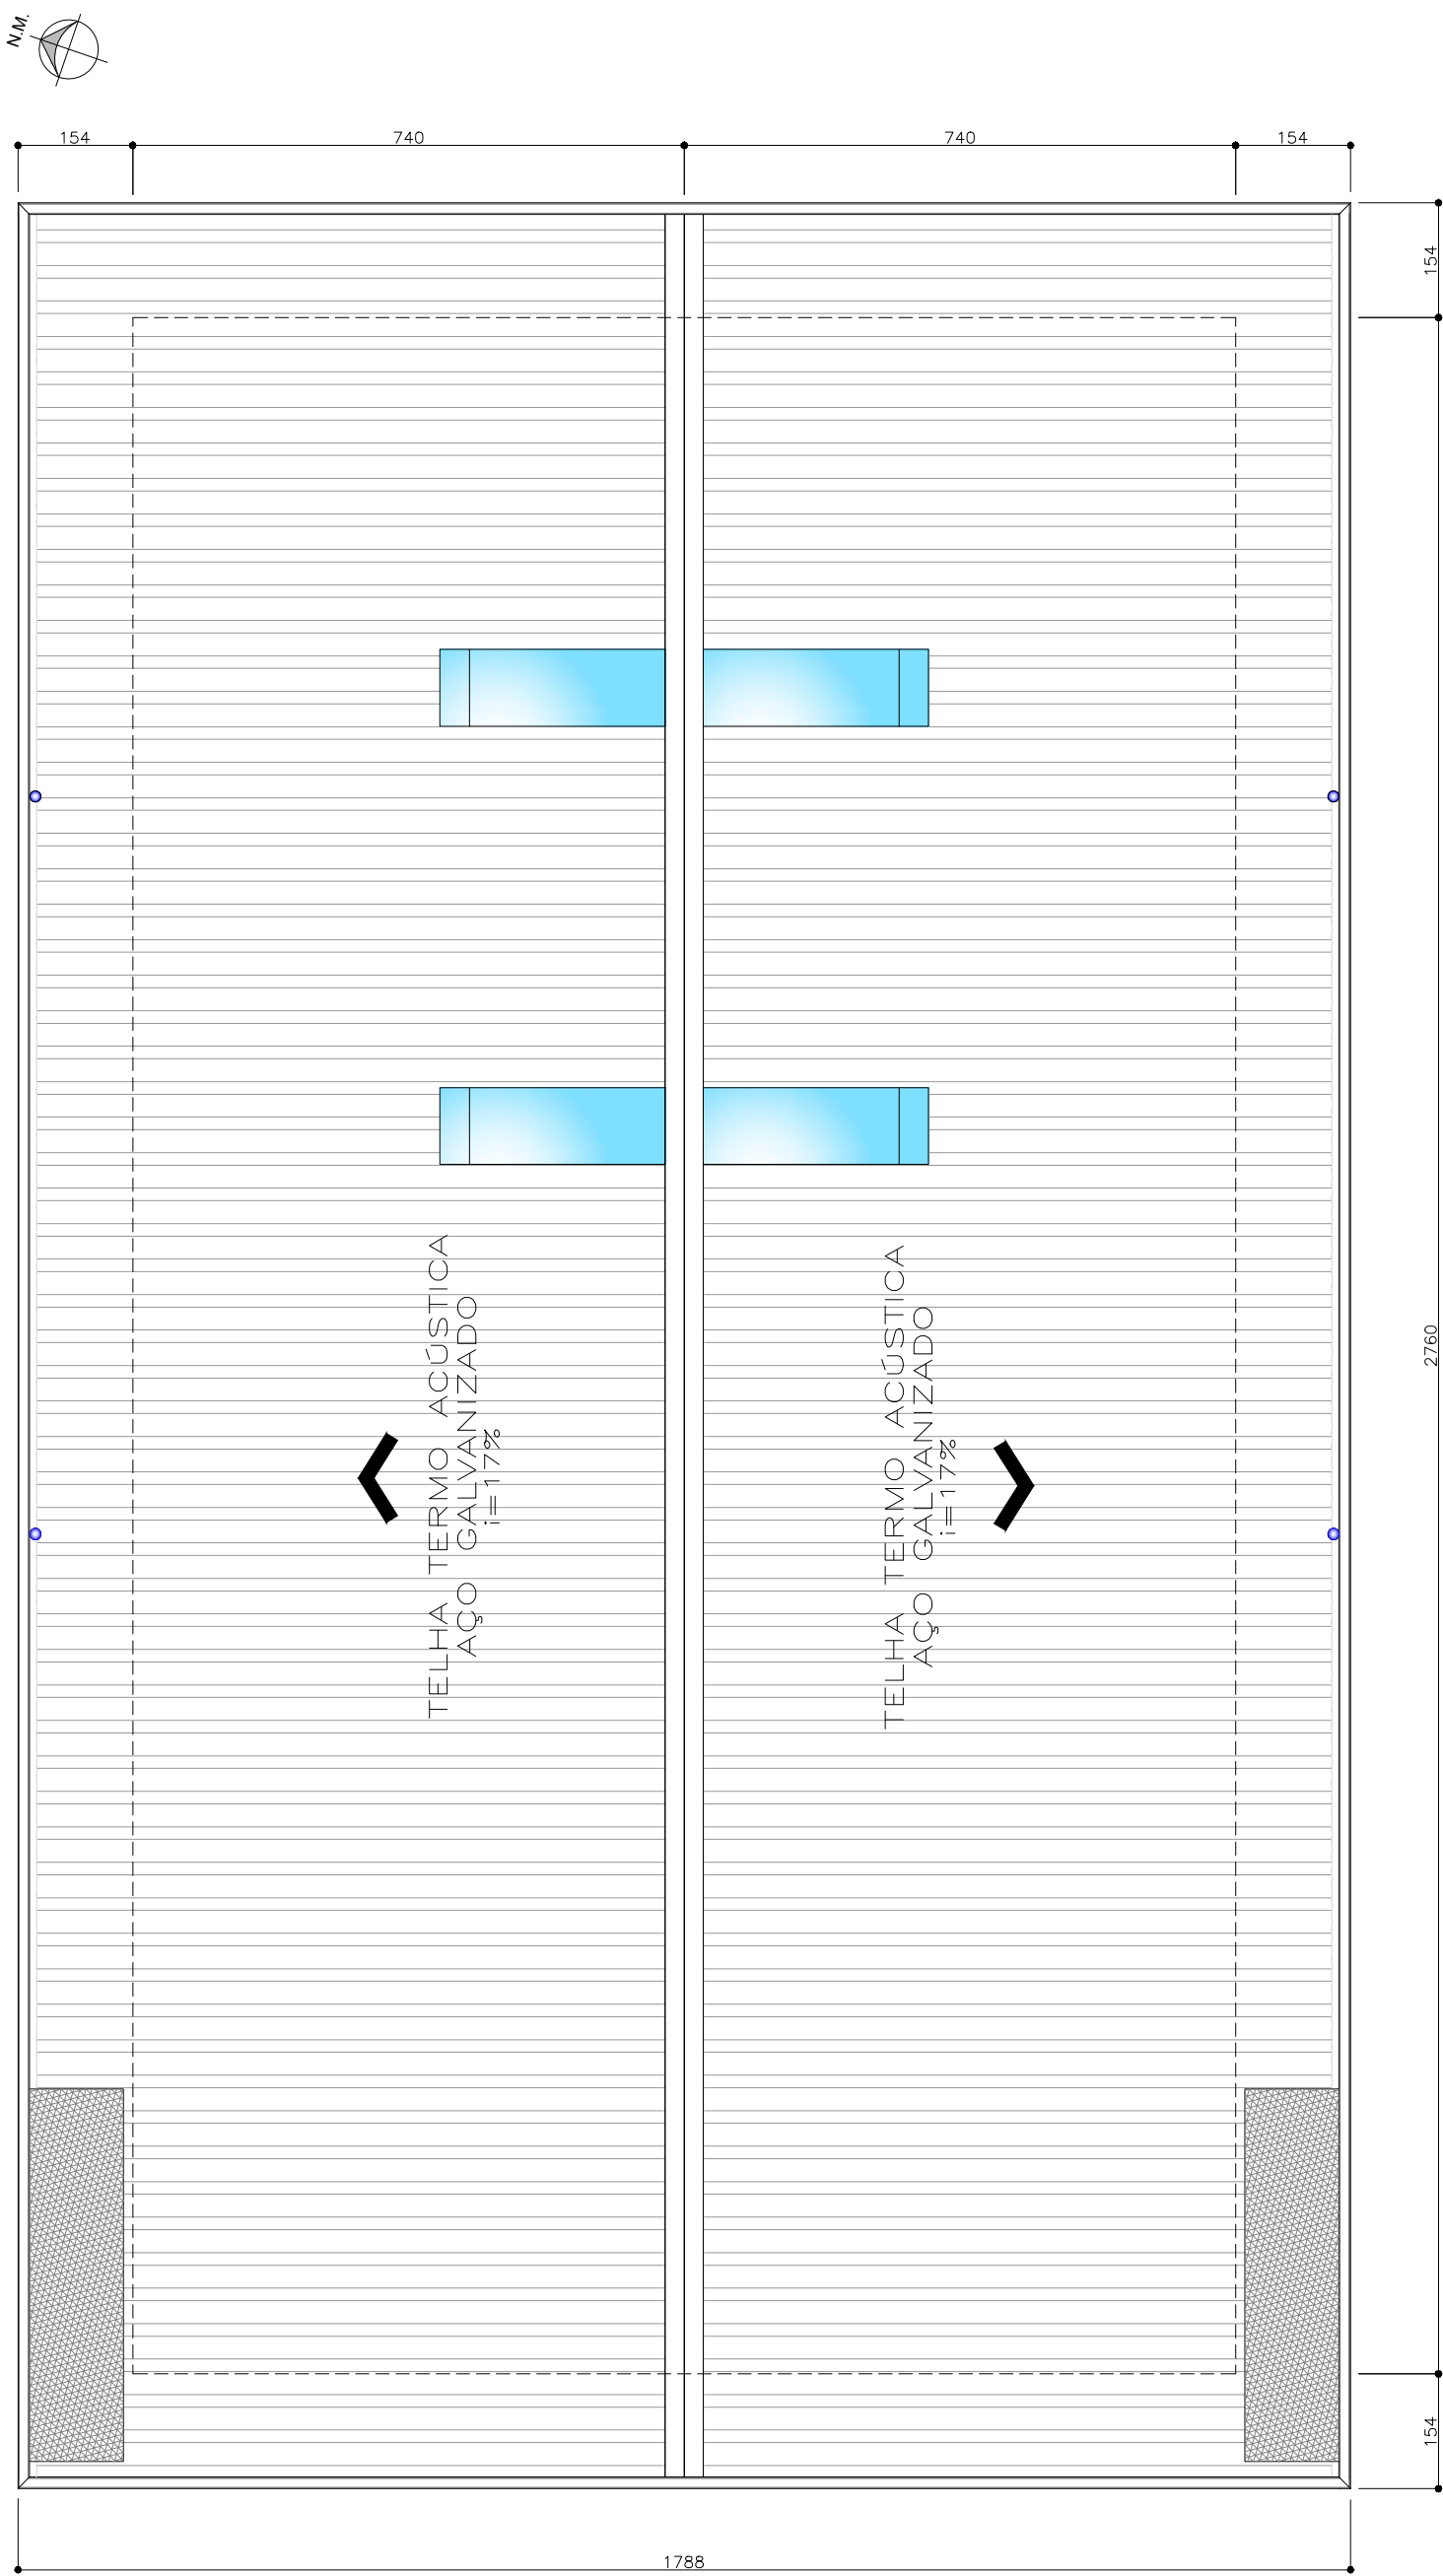 N.M.
154
740
740
154
154
2760
154
TELHA TERMO ACÚSTICA
AÇO GALVANIZADO
i=17%
TELHA TERMO ACÚSTICA
AÇO GALVANIZADO
i=17%
1788